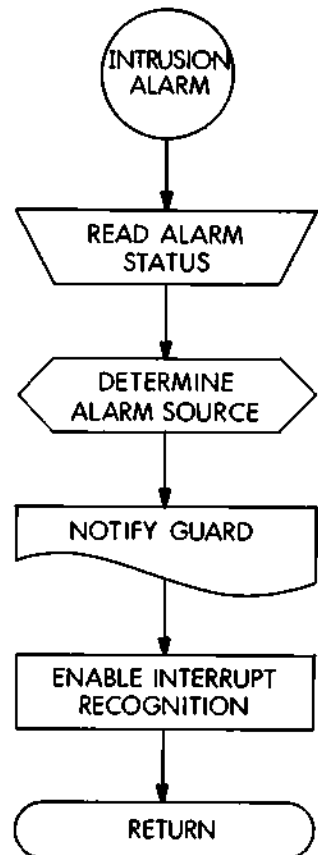 INTRUSION
ALARM
READ ALARM
STATUS
DETERMINE
ALARM SOURCE
NOTIFY GUARD
ENABLE INTERRUPT
RECOGNITION
RETURN